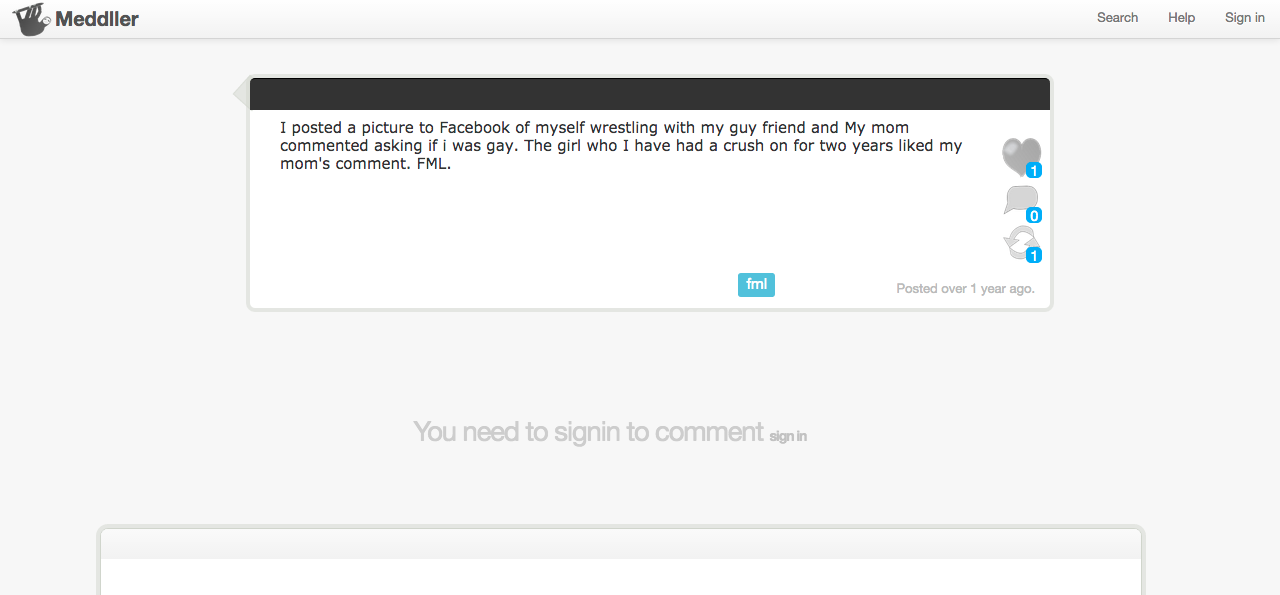 Meddller
Search Help Sign in
I posted a picture to Facebook of myself wrestling with my guy friend and My mom
commented asking if i was gay. The girl who I have had a crush on for two years liked my
mom's comment. FML.
1
0
1
fml
Posted over 1 year ago.
You need to signin to comment sign in